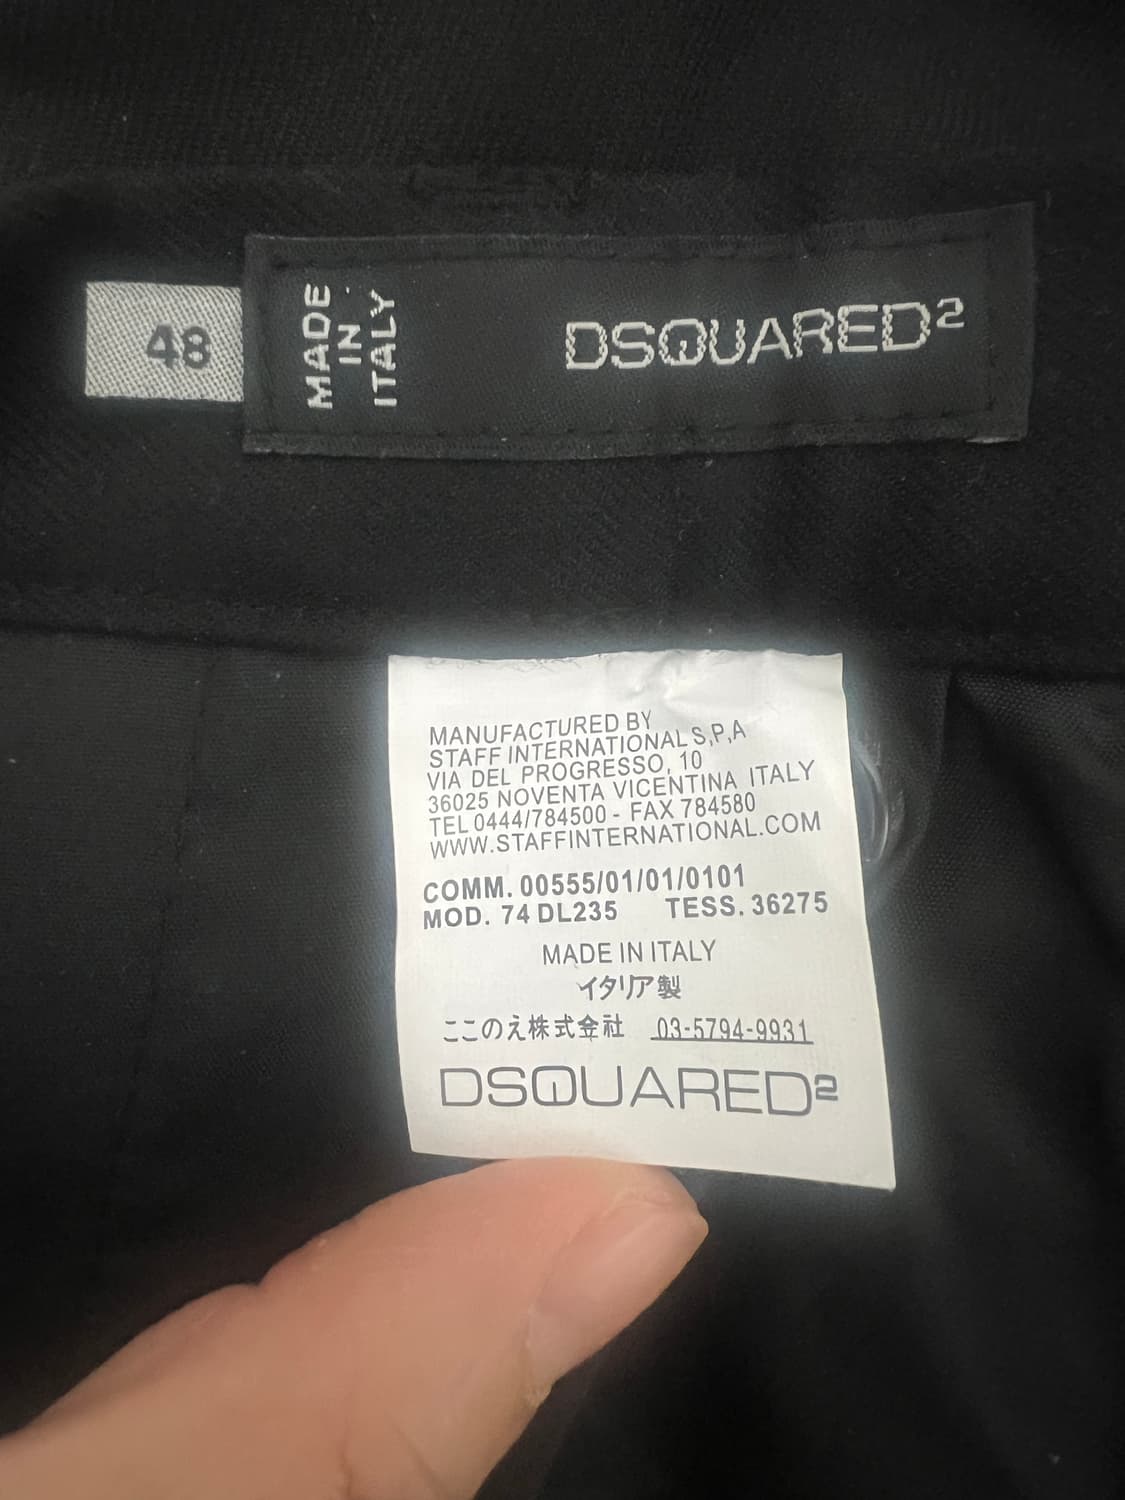 48
MADE
IN
ITALY
DSQUARED2
MANUFACTURED BY
STAFF INTERNATIONAL S,P,A
VIA DEL PROGRESSO, 10
36025 NOVENTA VICENTINA ITALY
TEL 0444/784500 - FAX 784580
WWW.STAFFINTERNATIONAL.COM
COMM. 00555/01/01/0101
MOD. 74 DL235 TESS. 36275
MADE IN ITALY
イタリア製
ここのえ株式会社 03-5794-9931
DSQUARED2